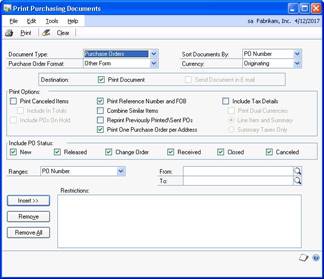 Print Purchasing Documents
File Edit Tools Help sa Fabrikam, Inc. 4/12/2017
Print Clear
Document Type: Purchase Orders Sort Documents By: PO Number
Purchase Order Format: Other Form Currency: Originating
Destination: Print Document Send Document in E-mail
Print Options:
Print Canceled Items Print Reference Number and FOB Include Tax Details
Include In Totals Combine Similar Items Print Dual Currencies
Include POs On Hold Reprint Previously Printed\Sent POs Line Item and Summary
Print One Purchase Order per Address Summary Taxes Only
Include PO Status:
New Released Change Order Received Closed Canceled
Ranges: PO Number From:
To:
Insert >> Restrictions:
Remove
Remove All